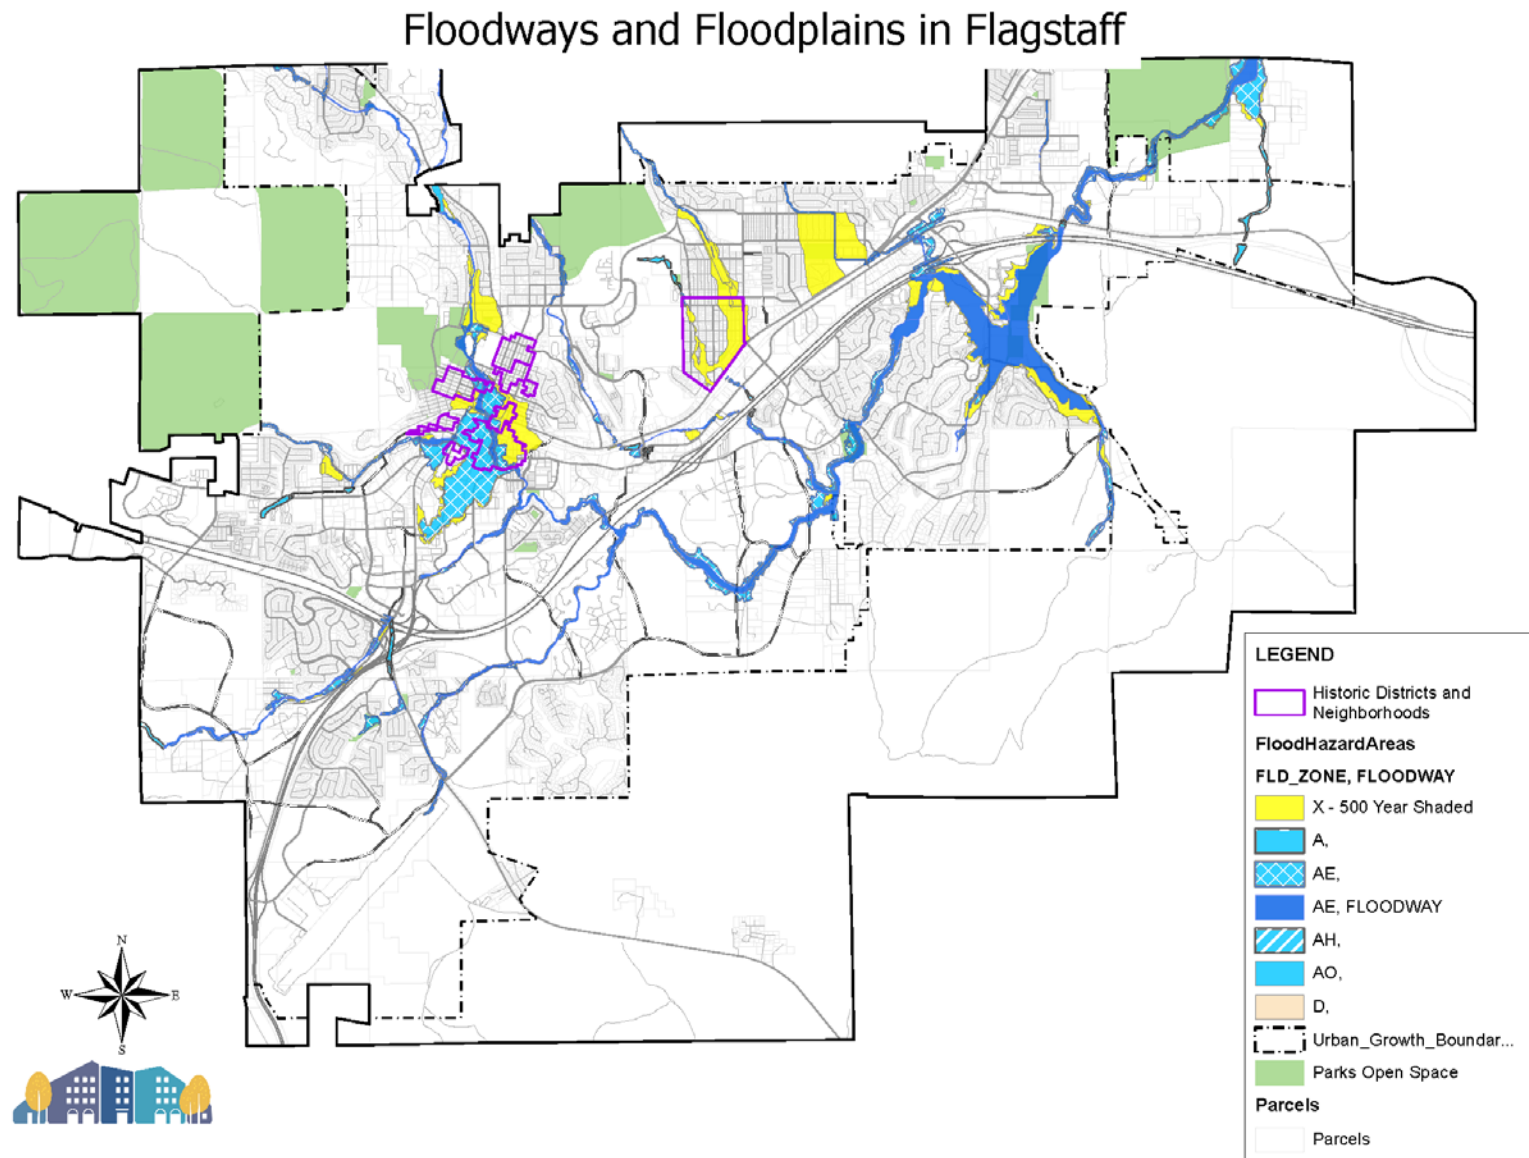 Floodways and Floodplains in Flagstaff
LEGEND
Historic Districts and
Neighborhoods
FloodHazardAreas
FLD_ZONE, FLOODWAY
X - 500 Year Shaded
A,
AE,
AE, FLOODWAY
AH,
AO,
D,
Urban_Growth_Boundar...
Parks Open Space
Parcels
Parcels
N
W
E
S